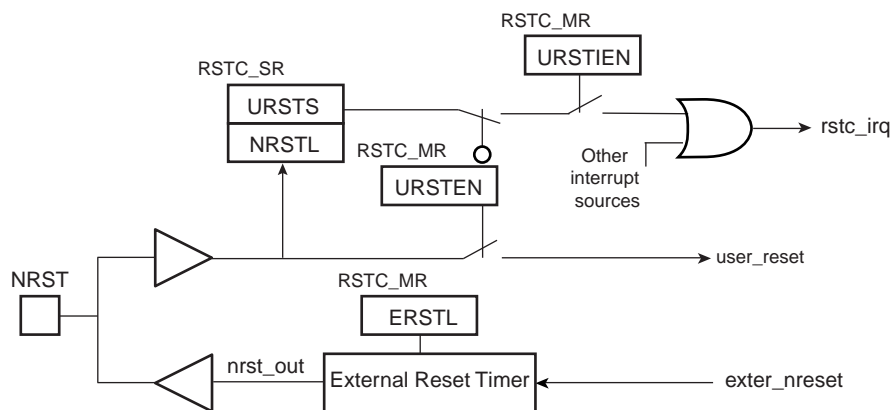 RSTC_MR
URSTIEN
RSTC_SR
URSTS
NRSTL
rstc_irq
RSTC_MR
Other
interrupt
sources
URSTEN
user_reset
NRST
RSTC_MR
ERSTL
nrst_out
External Reset Timer
exter_nreset